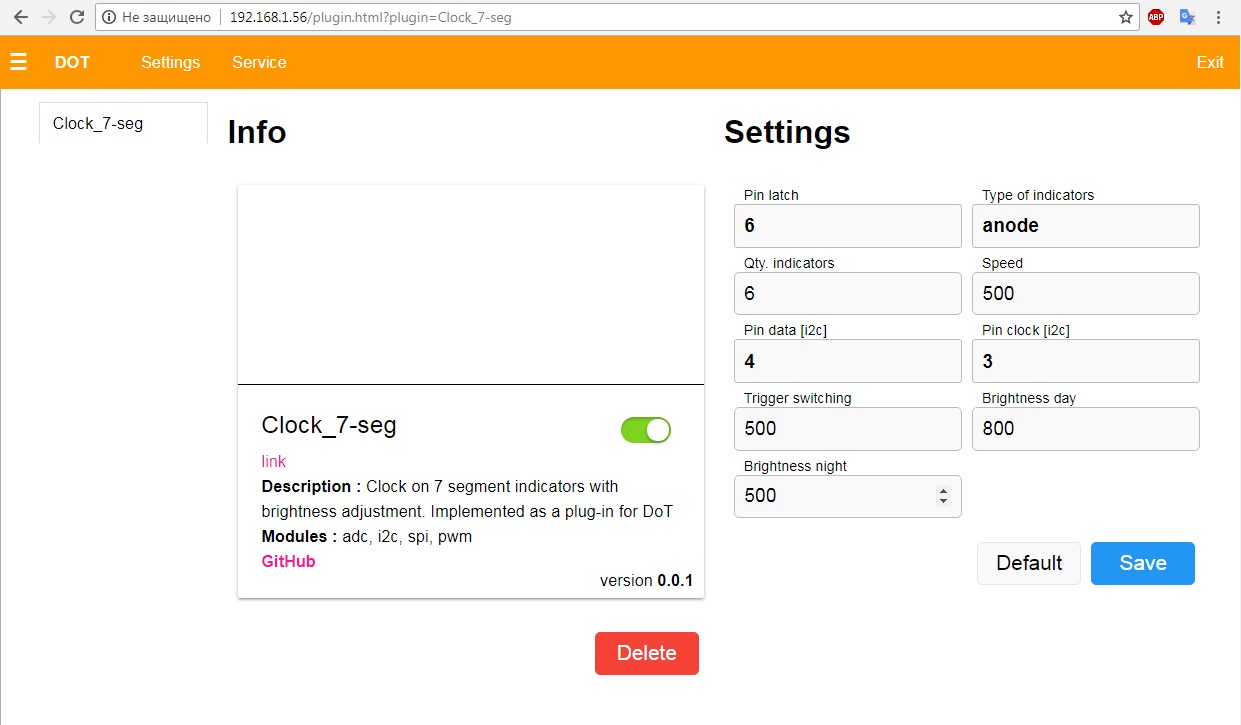 Не защищено 192.168.1.56/plugin.html?plugin=Clock_7-seg ABP
DOT Settings Service Exit
Clock_7-seg
Info
Clock_7-seg
link
Description : Clock on 7 segment indicators with
brightness adjustment. Implemented as a plug-in for DoT
Modules : adc, i2c, spi, pwm
GitHub
version 0.0.1
Delete
Settings
Pin latch Type of indicators
6 anode
Qty. indicators Speed
6 500
Pin data [i2c] Pin clock [i2c]
4 3
Trigger switching Brightness day
500 800
Brightness night
500
Default Save